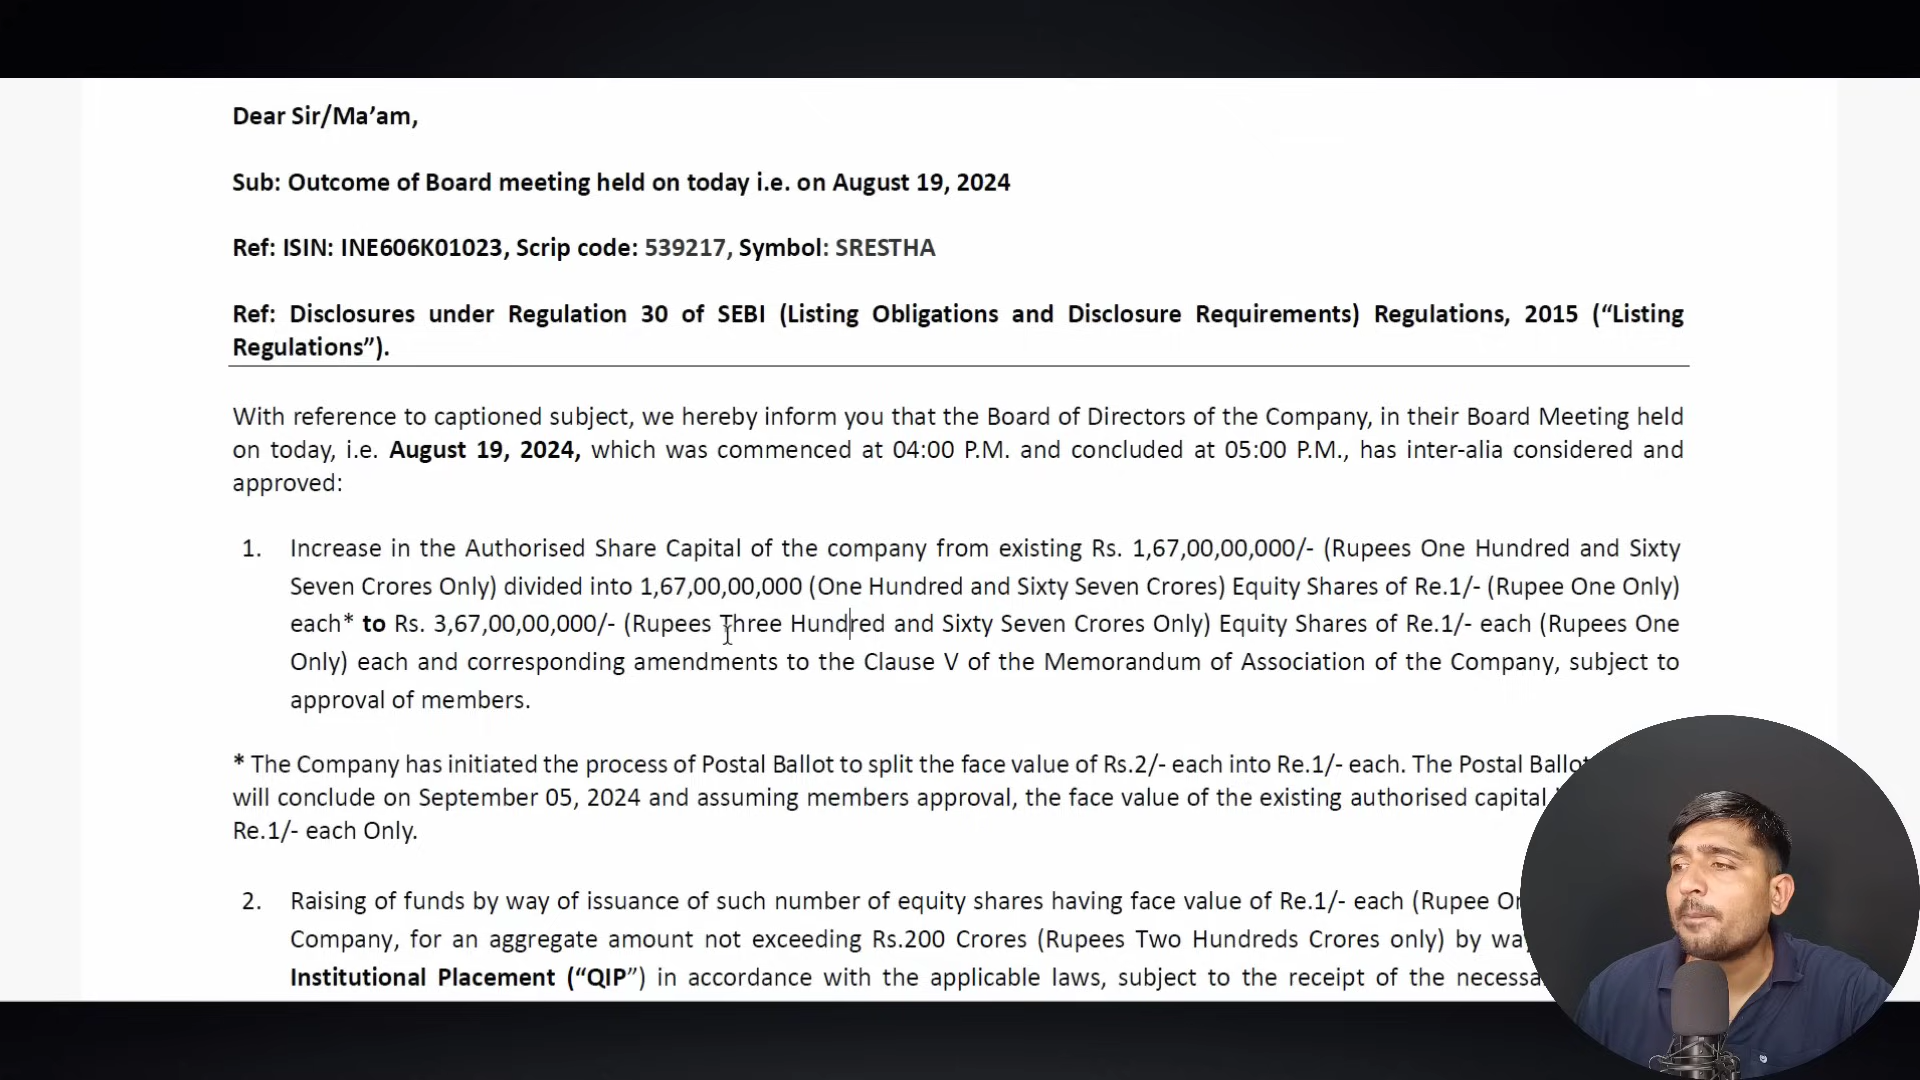 Dear Sir/Ma’am,
Sub: Outcome of Board meeting held on today i.e. on August 19, 2024
Ref: ISIN: INE606K01023, Scrip code: 539217, Symbol: SRESTHA
Ref: Disclosures under Regulation 30 of SEBI (Listing Obligations and Disclosure Requirements) Regulations, 2015 (“Listing
Regulations”).
With reference to captioned subject, we hereby inform you that the Board of Directors of the Company, in their Board Meeting held
on today, i.e. August 19, 2024, which was commenced at 04:00 P.M. and concluded at 05:00 P.M., has inter-alia considered and
approved:
1. Increase in the Authorised Share Capital of the company from existing Rs. 1,67,00,00,000/- (Rupees One Hundred and Sixty
Seven Crores Only) divided into 1,67,00,00,000 (One Hundred and Sixty Seven Crores) Equity Shares of Re.1/- (Rupee One Only)
each* to Rs. 3,67,00,00,000/- (Rupees Three Hundred and Sixty Seven Crores Only) Equity Shares of Re.1/- each (Rupees One
Only) each and corresponding amendments to the Clause V of the Memorandum of Association of the Company, subject to
approval of members.
* The Company has initiated the process of Postal Ballot to split the face value of Rs.2/- each into Re.1/- each. The Postal Ballot
will conclude on September 05, 2024 and assuming members approval, the face value of the existing authorised capital
Re.1/- each Only.
2. Raising of funds by way of issuance of such number of equity shares having face value of Re.1/- each (Rupee
Company, for an aggregate amount not exceeding Rs.200 Crores (Rupees Two Hundreds Crores only) by
Institutional Placement (“QIP”) in accordance with the applicable laws, subject to the receipt of the